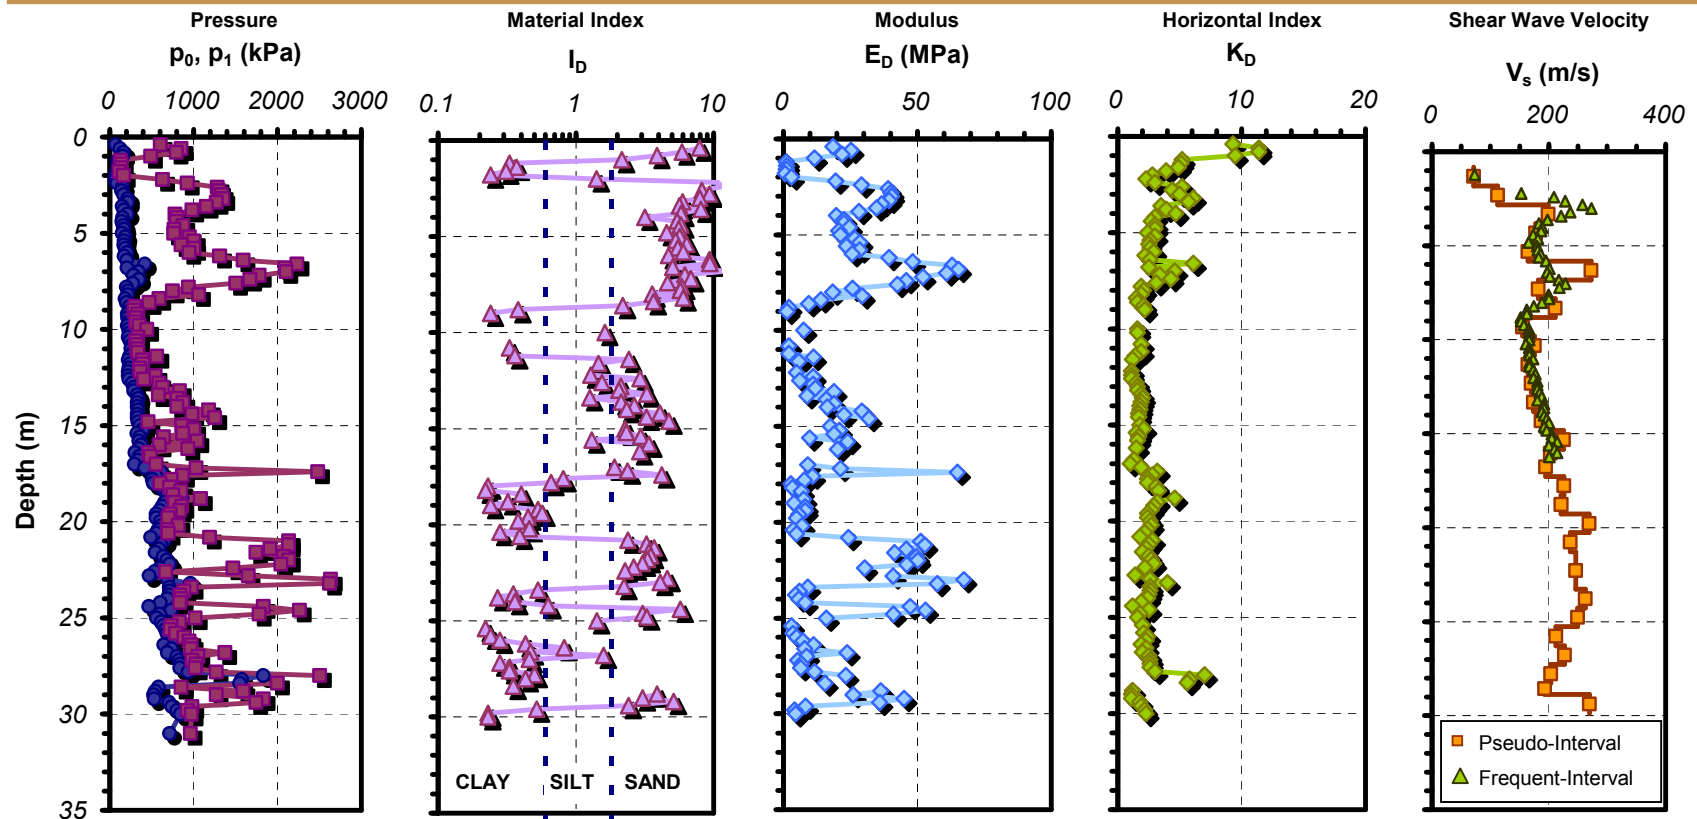 Pressure
Material Index
Modulus
Horizontal Index
Shear Wave Velocity
p0, p1 (kPa)
ID
ED (MPa)
KD
Vs (m/s)
0 1000 2000 3000
0.1 1 10
0 50 100
0 10 20
0 200 400
0
5
10
15
20
25
30
35
Depth (m)
CLAY SILT SAND
Pseudo-Interval
Frequent-Interval